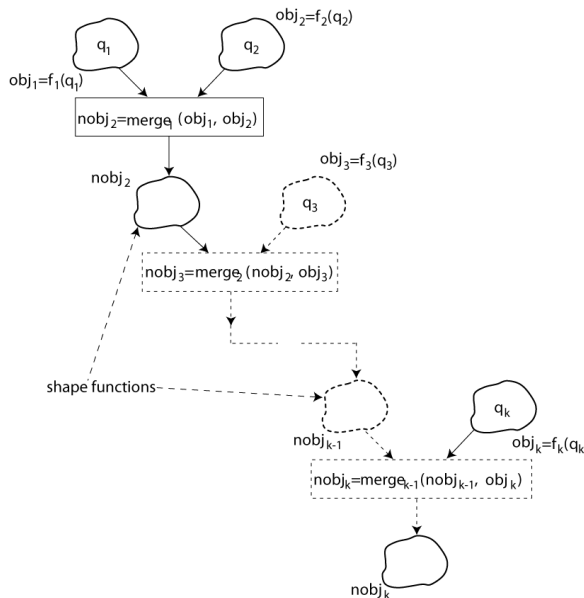 obj₂=f₂(q₂)
q₁
q₂
obj₁=f₁(q₁)
nobj₂=merge₁ (obj₁, obj₂)
obj₃=f₃(q₃)
nobj₂
q₃
nobj₃=merge₂ (nobj₂, obj₃)
shape functions
qₖ
nobjₖ₋₁
objₖ=fₖ(qₖ
nobjₖ=mergeₖ₋₁(nobjₖ₋₁, objₖ)
nobjₖ